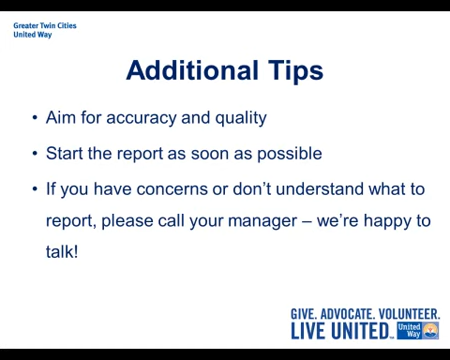 Greater Twin Cities
United Way
Additional Tips
• Aim for accuracy and quality
• Start the report as soon as possible
• If you have concerns or don’t understand what to
report, please call your manager – we’re happy to
talk!
GIVE. ADVOCATE. VOLUNTEER.
LIVE UNITED™
United
Way